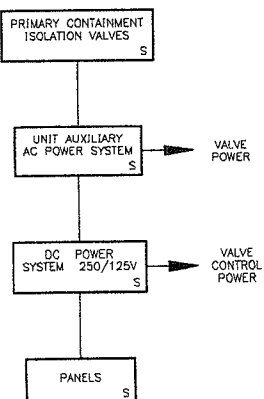 PRIMARY CONTAINMENT
ISOLATION VALVES
S
UNIT AUXILIARY
AC POWER SYSTEM
S
VALVE
POWER
DC POWER
SYSTEM 250/125V
S
VALVE
CONTROL
POWER
PANELS
S